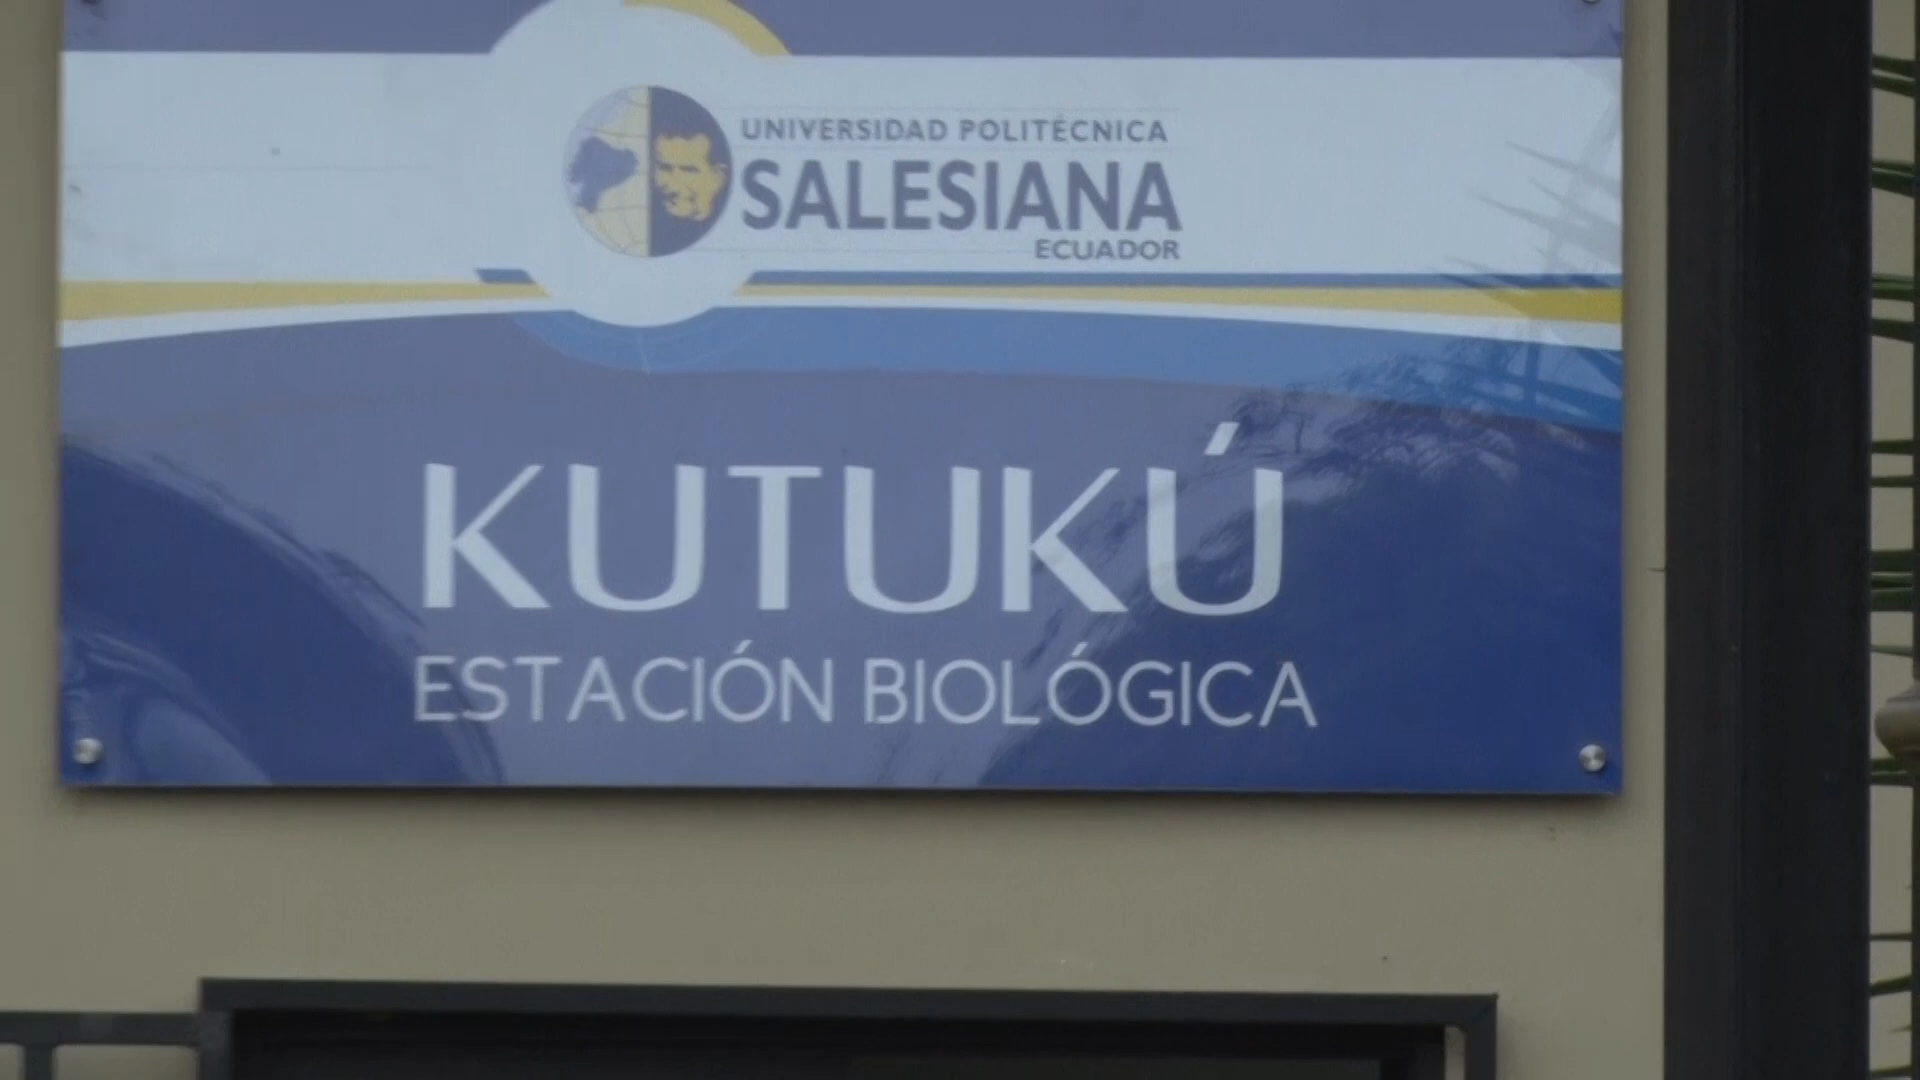 UNIVERSIDAD POLITÉCNICA
SALESIANA
ECUADOR
KUTUKÚ
ESTACIÓN BIOLÓGICA